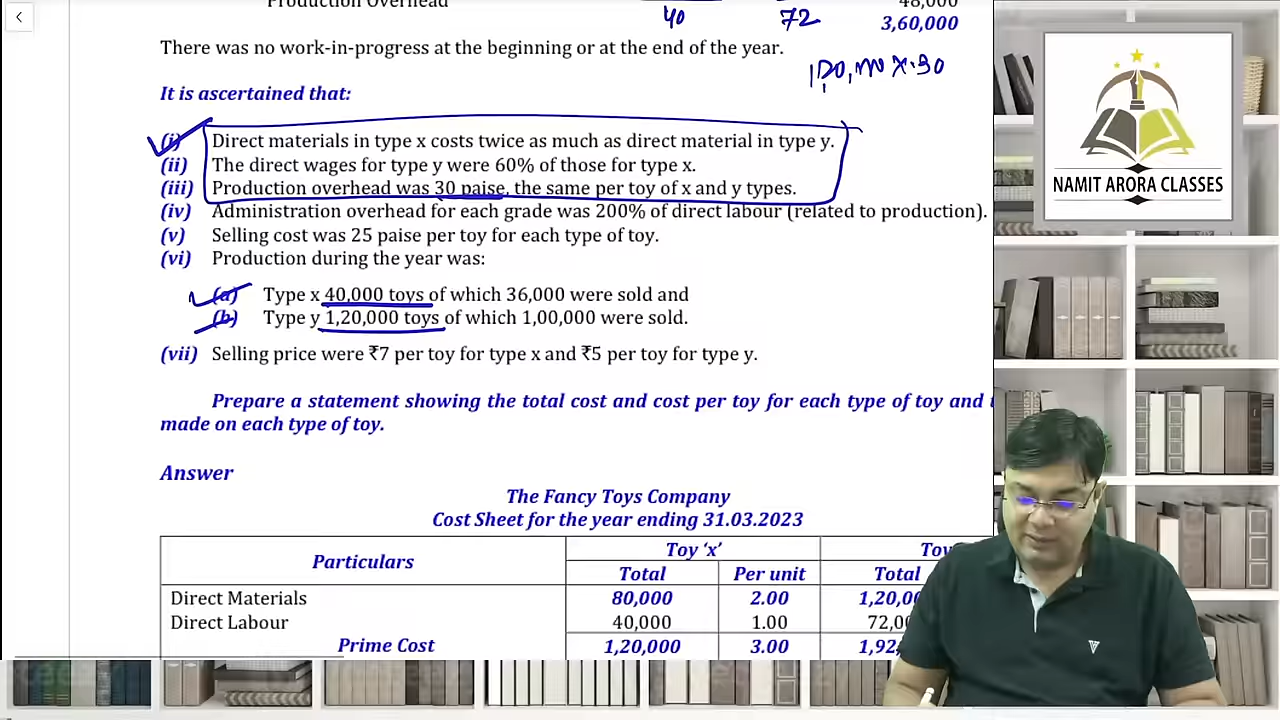 Production Overhead 48,000
40 72 3,60,000
There was no work-in-progress at the beginning or at the end of the year.
It is ascertained that:
(i) Direct materials in type x costs twice as much as direct material in type y.
(ii) The direct wages for type y were 60% of those for type x.
(iii) Production overhead was 30 paise, the same per toy of x and y types.
(iv) Administration overhead for each grade was 200% of direct labour (related to production).
(v) Selling cost was 25 paise per toy for each type of toy.
(vi) Production during the year was:
(a) Type x 40,000 toys of which 36,000 were sold and
(b) Type y 1,20,000 toys of which 1,00,000 were sold.
(vii) Selling price were ₹7 per toy for type x and ₹5 per toy for type y.
Prepare a statement showing the total cost and cost per toy for each type of toy and
made on each type of toy.
Answer
The Fancy Toys Company
Cost Sheet for the year ending 31.03.2023
Particulars Toy ‘x’ Toy
Total Per unit Total
Direct Materials 80,000 2.00 1,20,0
Direct Labour 40,000 1.00 72,0
Prime Cost 1,20,000 3.00 1,92,
NAMIT ARORA CLASSES